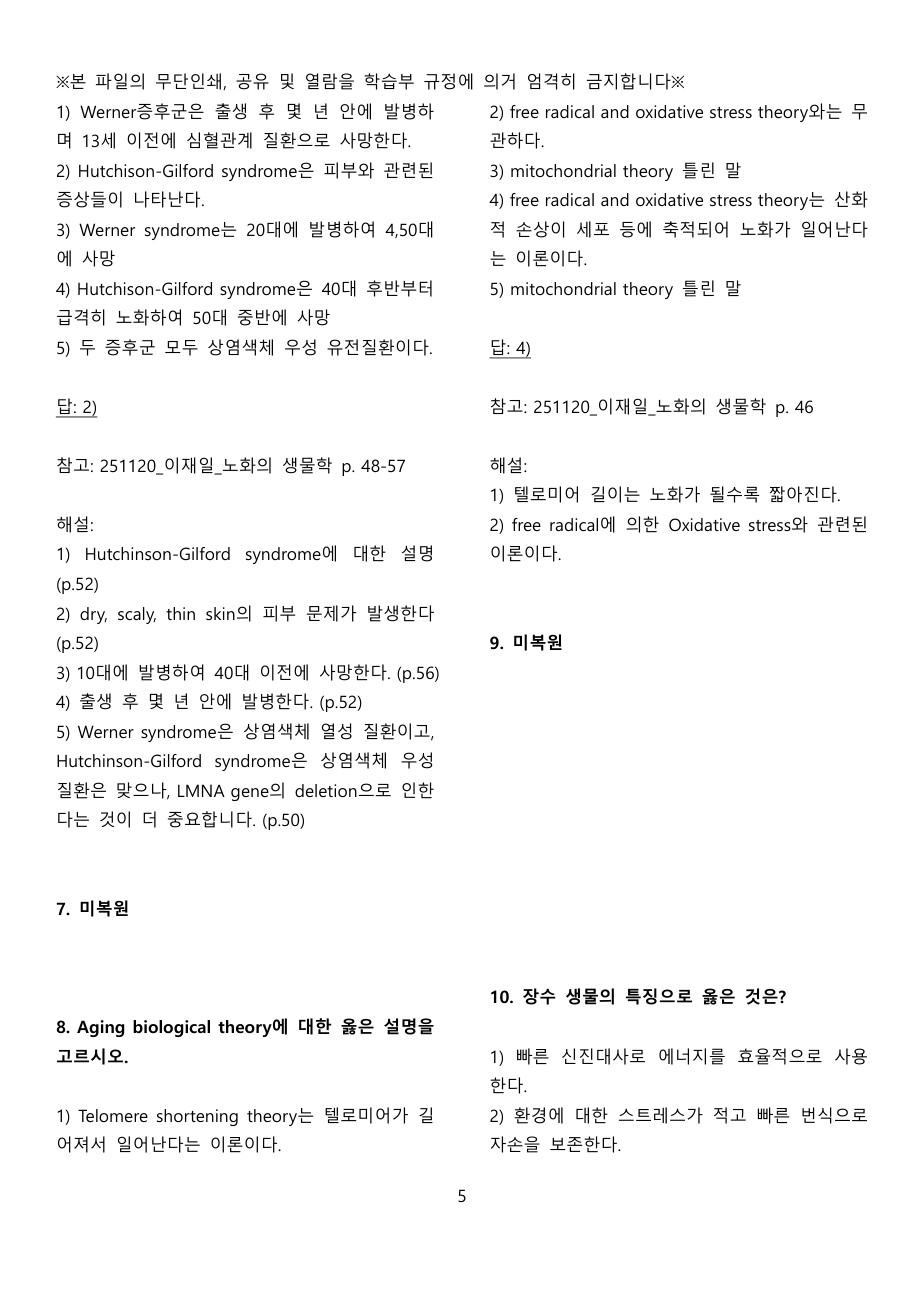 ※본 파일의 무단인쇄, 공유 및 열람을 학습부 규정에 의거 엄격히 금지합니다※
1) Werner증후군은 출생 후 몇 년 안에 발병하
며 13세 이전에 심혈관계 질환으로 사망한다.
2) Hutchison-Gilford syndrome은 피부와 관련된
증상들이 나타난다.
3) Werner syndrome는 20대에 발병하여 4,50대
에 사망
4) Hutchison-Gilford syndrome은 40대 후반부터
급격히 노화하여 50대 중반에 사망
5) 두 증후군 모두 상염색체 우성 유전질환이다.
답: 2)
참고: 251120_이재일_노화의 생물학 p. 48-57
해설:
1) Hutchinson-Gilford syndrome에 대한 설명
(p.52)
2) dry, scaly, thin skin의 피부 문제가 발생한다
(p.52)
3) 10대에 발병하여 40대 이전에 사망한다. (p.56)
4) 출생 후 몇 년 안에 발병한다. (p.52)
5) Werner syndrome은 상염색체 열성 질환이고,
Hutchinson-Gilford syndrome은 상염색체 우성
질환은 맞으나, LMNA gene의 deletion으로 인한
다는 것이 더 중요합니다. (p.50)
7. 미복원
8. Aging biological theory에 대한 옳은 설명을
고르시오.
1) Telomere shortening theory는 텔로미어가 길
어져서 일어난다는 이론이다.
2) free radical and oxidative stress theory와는 무
관하다.
3) mitochondrial theory 틀린 말
4) free radical and oxidative stress theory는 산화
적 손상이 세포 등에 축적되어 노화가 일어난다
는 이론이다.
5) mitochondrial theory 틀린 말
답: 4)
참고: 251120_이재일_노화의 생물학 p. 46
해설:
1) 텔로미어 길이는 노화가 될수록 짧아진다.
2) free radical에 의한 Oxidative stress와 관련된
이론이다.
9. 미복원
10. 장수 생물의 특징으로 옳은 것은?
1) 빠른 신진대사로 에너지를 효율적으로 사용
한다.
2) 환경에 대한 스트레스가 적고 빠른 번식으로
자손을 보존한다.
5